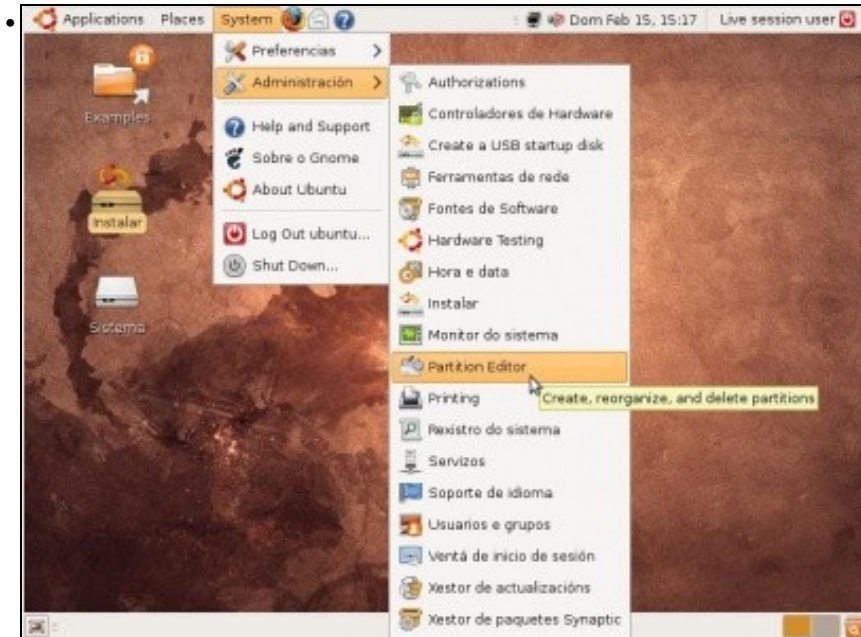 Applications Places System Dom Feb 15, 15:17 Live session user
Examples
Instalar
Sistema
Preferencias
Administración
Help and Support
Sobre o Gnome
About Ubuntu
Log Out ubuntu...
Shut Down...
Authorizations
Controladores de Hardware
Create a USB startup disk
Ferramentas de rede
Fontes de Software
Hardware Testing
Hora e data
Instalar
Monitor do sistema
Partition Editor
Create, reorganize, and delete partitions
Printing
Rexistro do sistema
Servizos
Soporte de idioma
Usuarios e grupos
Ventá de inicio de sesión
Xestor de actualizacións
Xestor de paquetes Synaptic